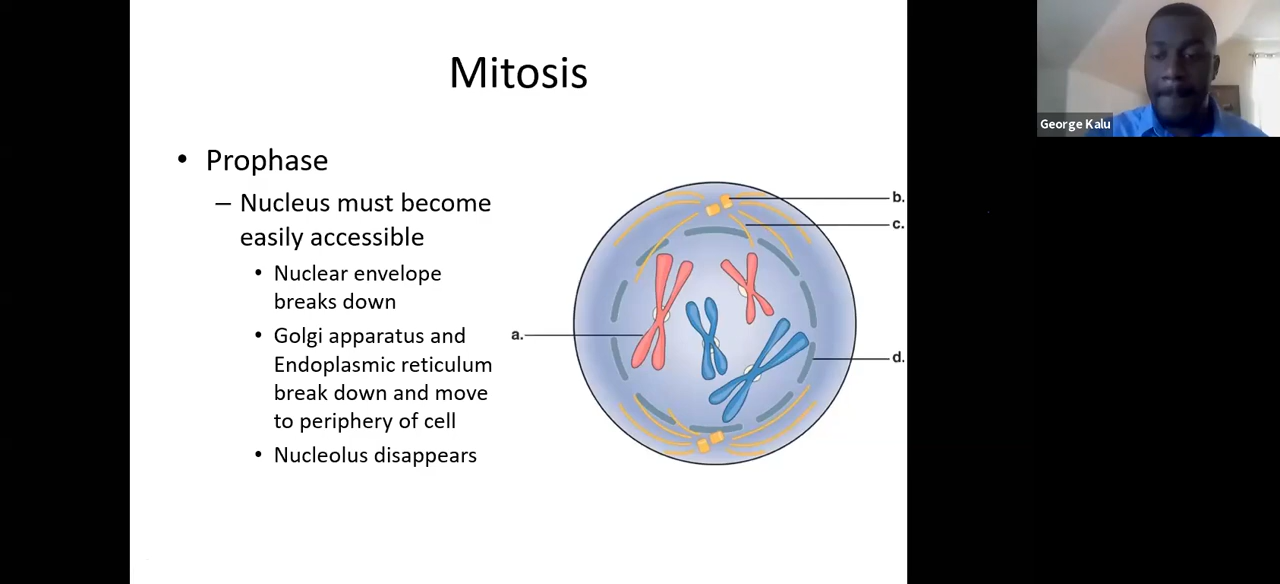 Mitosis
• Prophase
– Nucleus must become
easily accessible
• Nuclear envelope
breaks down
• Golgi apparatus and
Endoplasmic reticulum
break down and move
to periphery of cell
• Nucleolus disappears
a.
b.
c.
d.
George Kalu